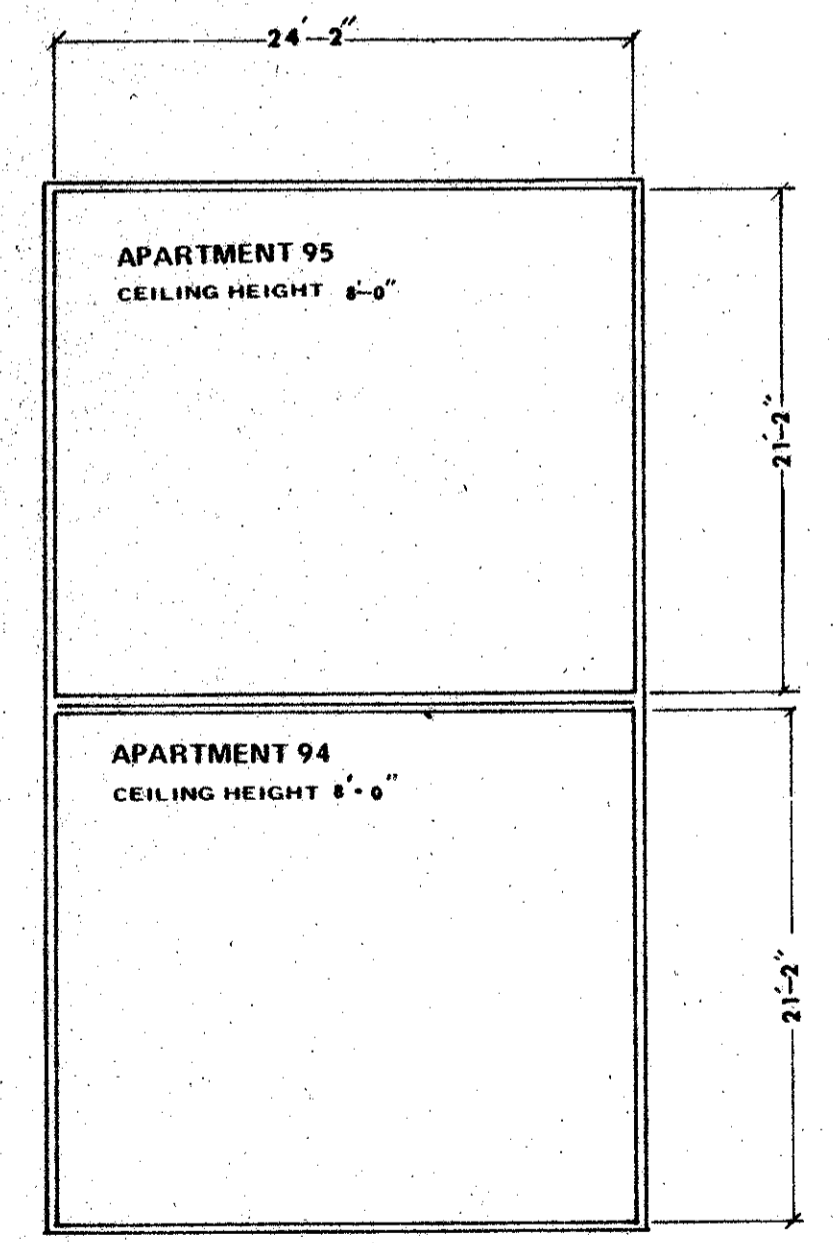 24'-2"
APARTMENT 95
CEILING HEIGHT 8'-0"
21'-2"
APARTMENT 94
CEILING HEIGHT 8'-0"
21'-2"